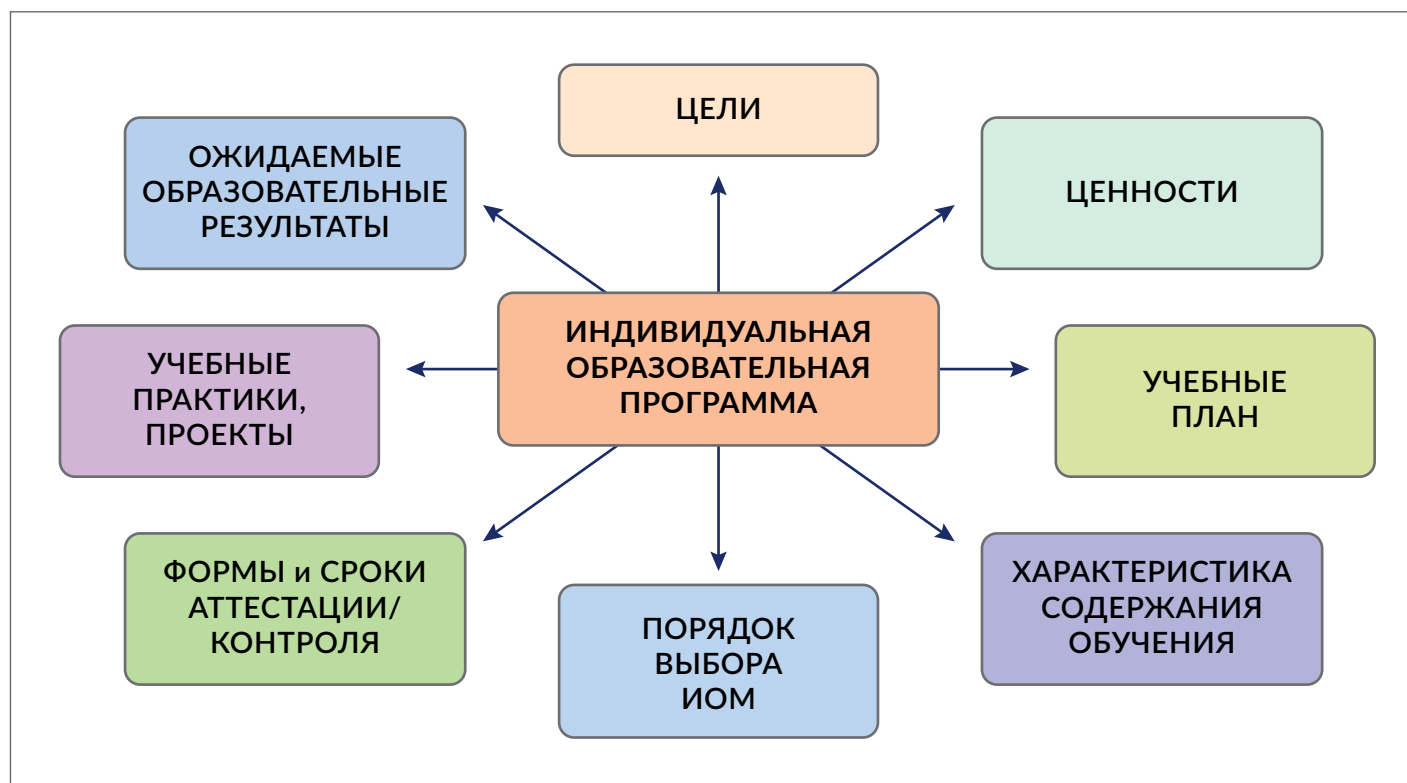 ЦЕЛИ
ОЖИДАЕМЫЕ
ОБРАЗОВАТЕЛЬНЫЕ
РЕЗУЛЬТАТЫ
ЦЕННОСТИ
ИНДИВИДУАЛЬНАЯ
ОБРАЗОВАТЕЛЬНАЯ
ПРОГРАММА
УЧЕБНЫЕ
ПРАКТИКИ,
ПРОЕКТЫ
УЧЕБНЫЕ
ПЛАН
ФОРМЫ и СРОКИ
АТТЕСТАЦИИ/
КОНТРОЛЯ
ПОРЯДОК
ВЫБОРА
ИОМ
ХАРАКТЕРИСТИКА
СОДЕРЖАНИЯ
ОБУЧЕНИЯ